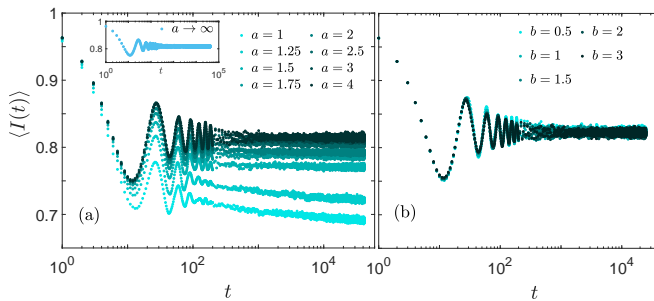 1
0.9
0.8
0.7
⟨I(t)⟩
1
0.8
a → ∞
10^0
t
10^5
a = 1
a = 2
a = 1.25
a = 2.5
a = 1.5
a = 3
a = 1.75
a = 4
(a)
10^0
10^2
10^4
t
b = 0.5
b = 2
b = 1
b = 3
b = 1.5
(b)
10^0
10^2
10^4
t